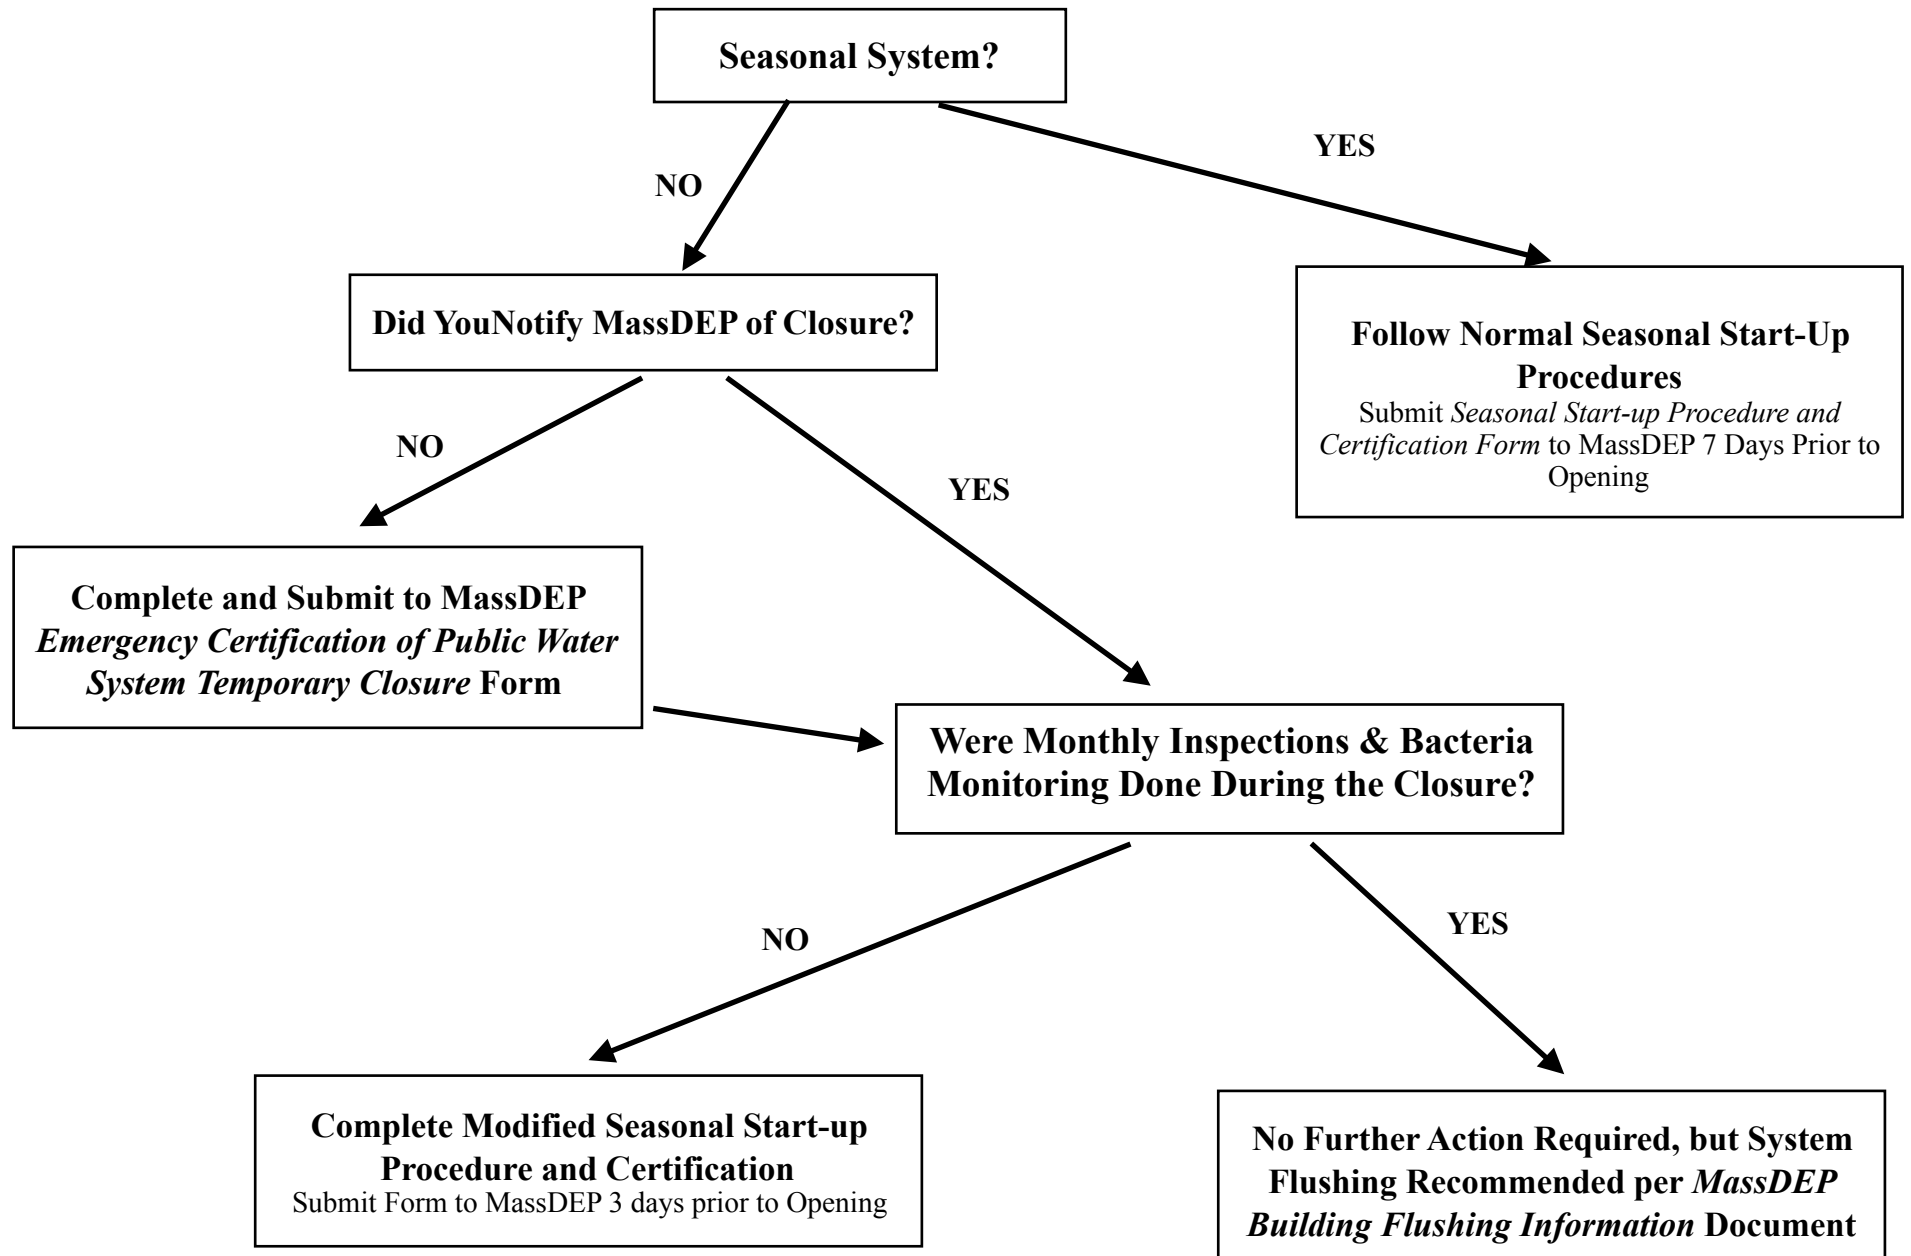 Seasonal System?
YES
NO
Did YouNotify MassDEP of Closure?
Follow Normal Seasonal Start-Up
Procedures
Submit Seasonal Start-up Procedure and
Certification Form to MassDEP 7 Days Prior to
Opening
NO
YES
Complete and Submit to MassDEP
Emergency Certification of Public Water
System Temporary Closure Form
Were Monthly Inspections & Bacteria
Monitoring Done During the Closure?
NO
YES
Complete Modified Seasonal Start-up
Procedure and Certification
Submit Form to MassDEP 3 days prior to Opening
No Further Action Required, but System
Flushing Recommended per MassDEP
Building Flushing Information Document